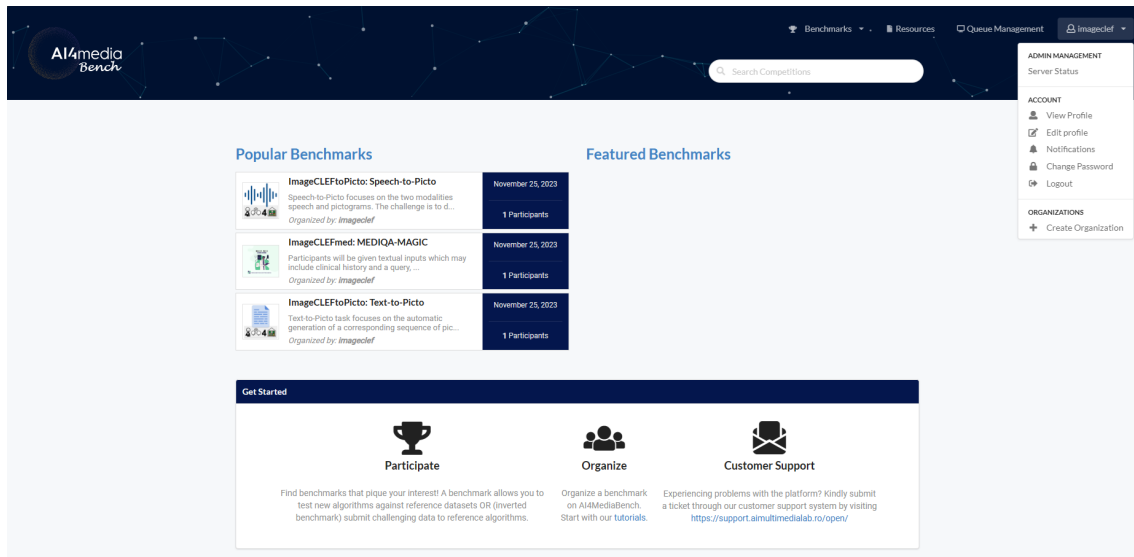 AI4media
Bench
Benchmarks
Resources
Queue Management
imageclef
Search Competitions
ADMIN MANAGEMENT
Server Status
ACCOUNT
View Profile
Edit profile
Notifications
Change Password
Logout
ORGANIZATIONS
Create Organization
Popular Benchmarks
ImageCLEFtoPicto: Speech-to-Picto
Speech-to-Picto focuses on the two modalities
speech and pictograms. The challenge is to d...
Organized by: imageclef
November 25, 2023
1 Participants
ImageCLEFmed: MEDIQA-MAGIC
Participants will be given textual inputs which may
include clinical history and a query, ...
Organized by: imageclef
November 25, 2023
1 Participants
ImageCLEFtoPicto: Text-to-Picto
Text-to-Picto task focuses on the automatic
generation of a corresponding sequence of pic...
Organized by: imageclef
November 25, 2023
1 Participants
Featured Benchmarks
Get Started
Participate
Find benchmarks that pique your interest! A benchmark allows you to
test new algorithms against reference datasets OR (inverted
benchmark) submit challenging data to reference algorithms.
Organize
Organize a benchmark
on AI4MediaBench.
Start with our tutorials.
Customer Support
Experiencing problems with the platform? Kindly submit
a ticket through our customer support system by visiting
https://support.aimultimedialab.ro/open/